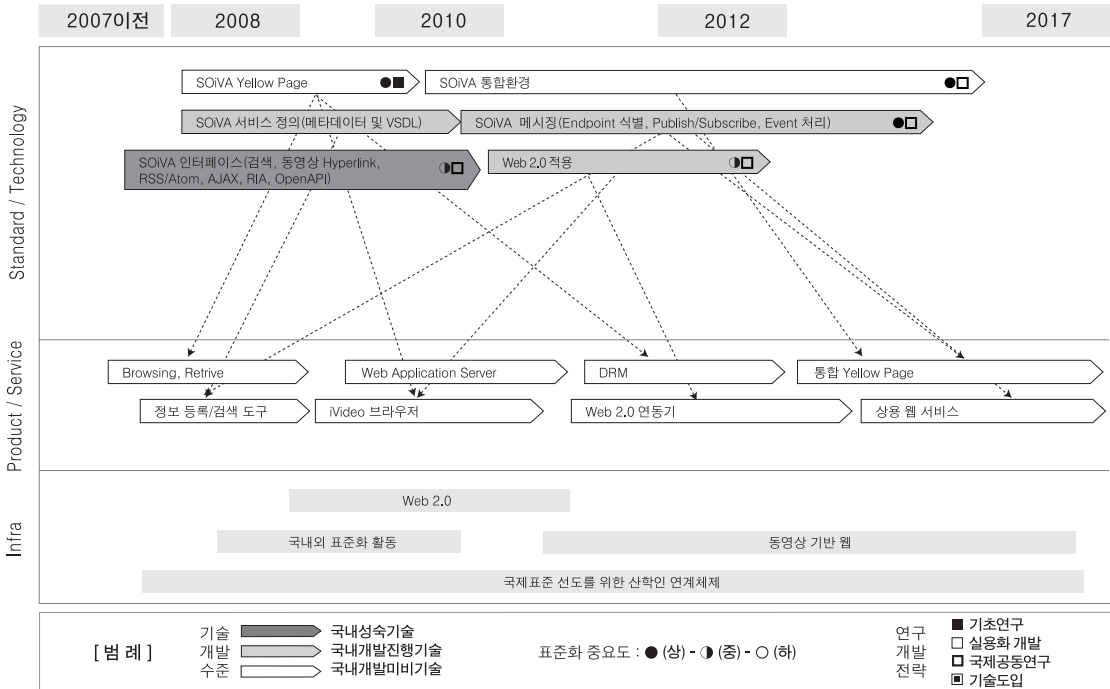 2007이전
2008
2010
2012
2017
Standard / Technology
SOiVA Yellow Page
SOiVA 통합환경
SOiVA 서비스 정의(메타데이터 및 VSDL)
SOiVA 메시징(Endpoint 식별, Publish/Subscribe, Event 처리)
SOiVA 인터페이스(검색, 동영상 Hyperlink,
RSS/Atom, AJAX, RIA, OpenAPI)
Web 2.0 적용
Product / Service
Browsing, Retrive
Web Application Server
DRM
통합 Yellow Page
정보 등록/검색 도구
iVideo 브라우저
Web 2.0 연동기
상용 웹 서비스
Infra
Web 2.0
국내외 표준화 활동
동영상 기반 웹
국제표준 선도를 위한 산학인 연계체제
[ 범 례 ]
기술
개발
수준
국내성숙기술
국내개발진행기술
국내개발미비기술
표준화 중요도 : ● (상) - ◑ (중) - ○ (하)
연구
개발
전략
■ 기초연구
□ 실용화 개발
국제공동연구
▣ 기술도입